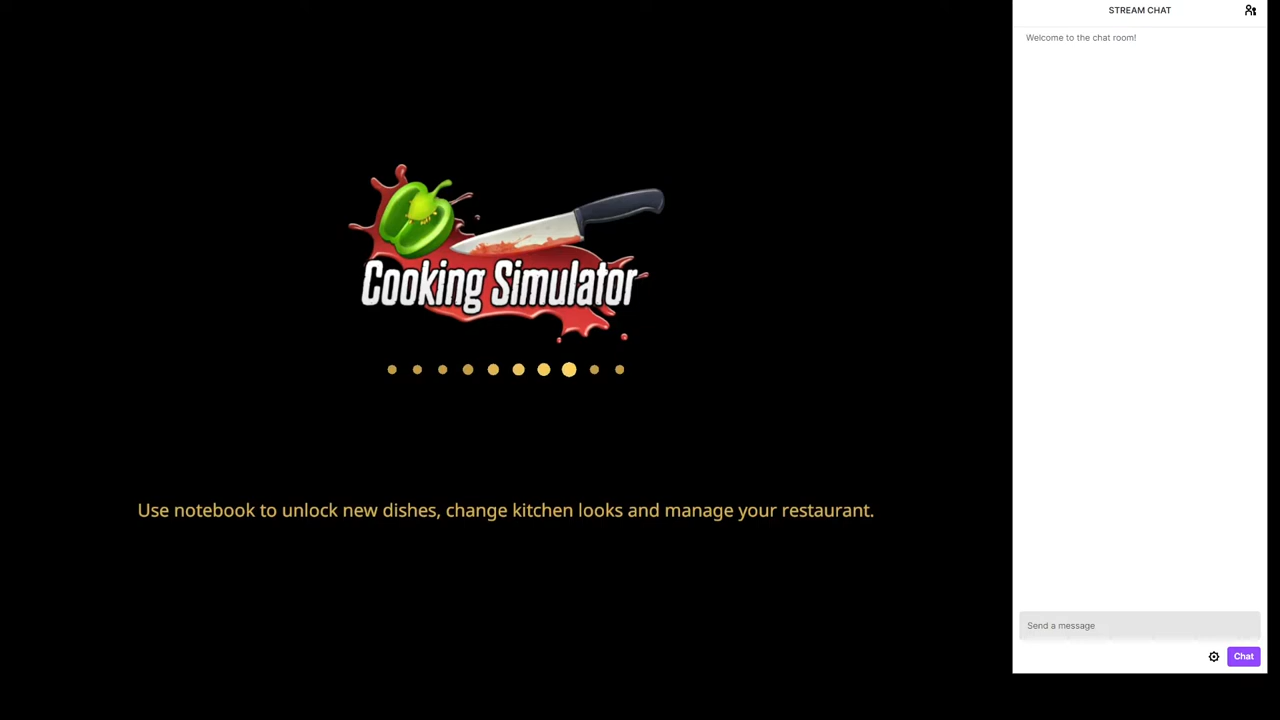 STREAM CHAT
Welcome to the chat room!
Cooking Simulator
Use notebook to unlock new dishes, change kitchen looks and manage your restaurant.
Send a message
Chat